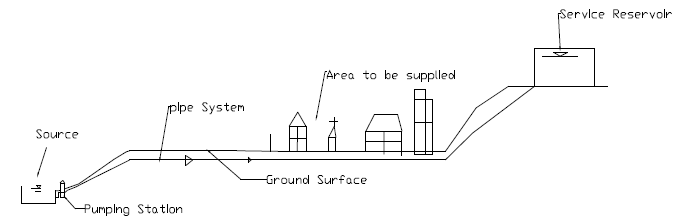 Service Reservoir
Area to be supplied
pipe System
Source
Ground Surface
Pumping Station